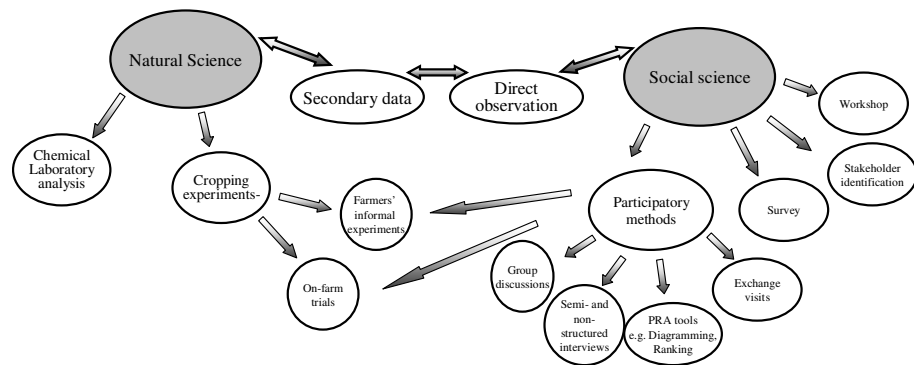 Natural Science
Social science
Secondary data
Direct
observation
Workshop
Chemical
Laboratory
analysis
Cropping
experiments-
Farmers'
informal
experiments
On-farm
trials
Participatory
methods
Survey
Stakeholder
identification
Group
discussions
Semi- and
non-
structured
interviews
PRA tools
e.g. Diagramming,
Ranking
Exchange
visits